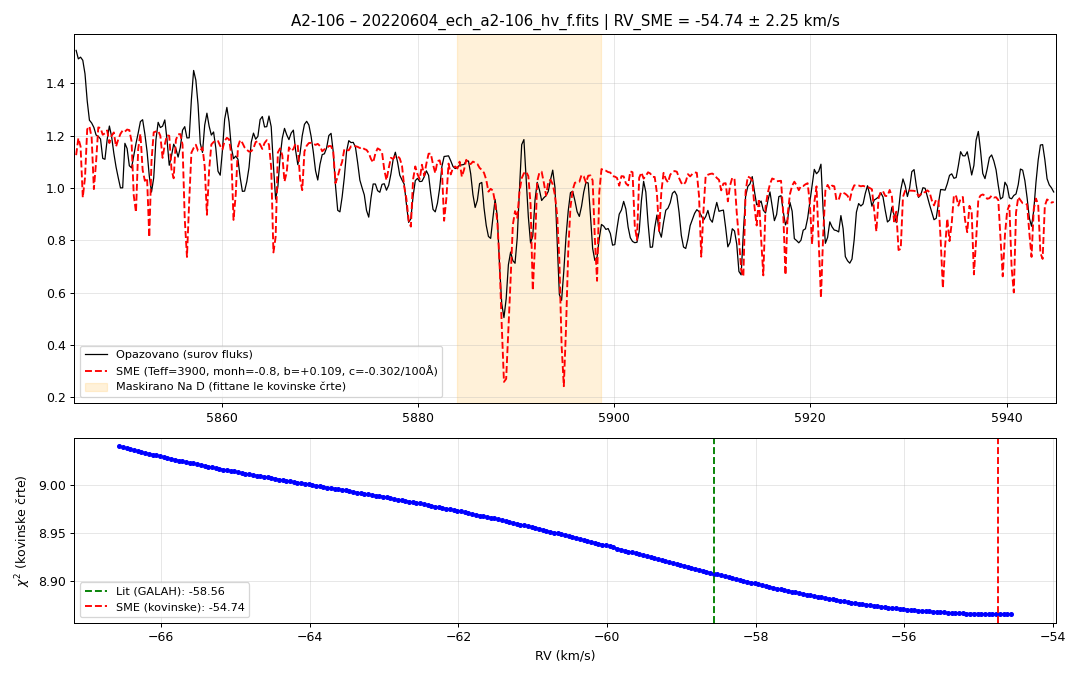 A2-106 – 20220604_ech_a2-106_hv_f.fits | RV_SME = -54.74 ± 2.25 km/s
1.4
1.2
1.0
0.8
0.6
0.4
0.2
Opazovano (surov fluks)
SME (Teff=3900, monh=-0.8, b=+0.109, c=-0.302/100Å)
Maskirano Na D (fittane le kovinske črte)
5860 5880 5900 5920 5940
χ² (kovinske črte)
9.00
8.95
8.90
Lit (GALAH): -58.56
SME (kovinske): -54.74
−66 −64 −62 −60 −58 −56 −54
RV (km/s)